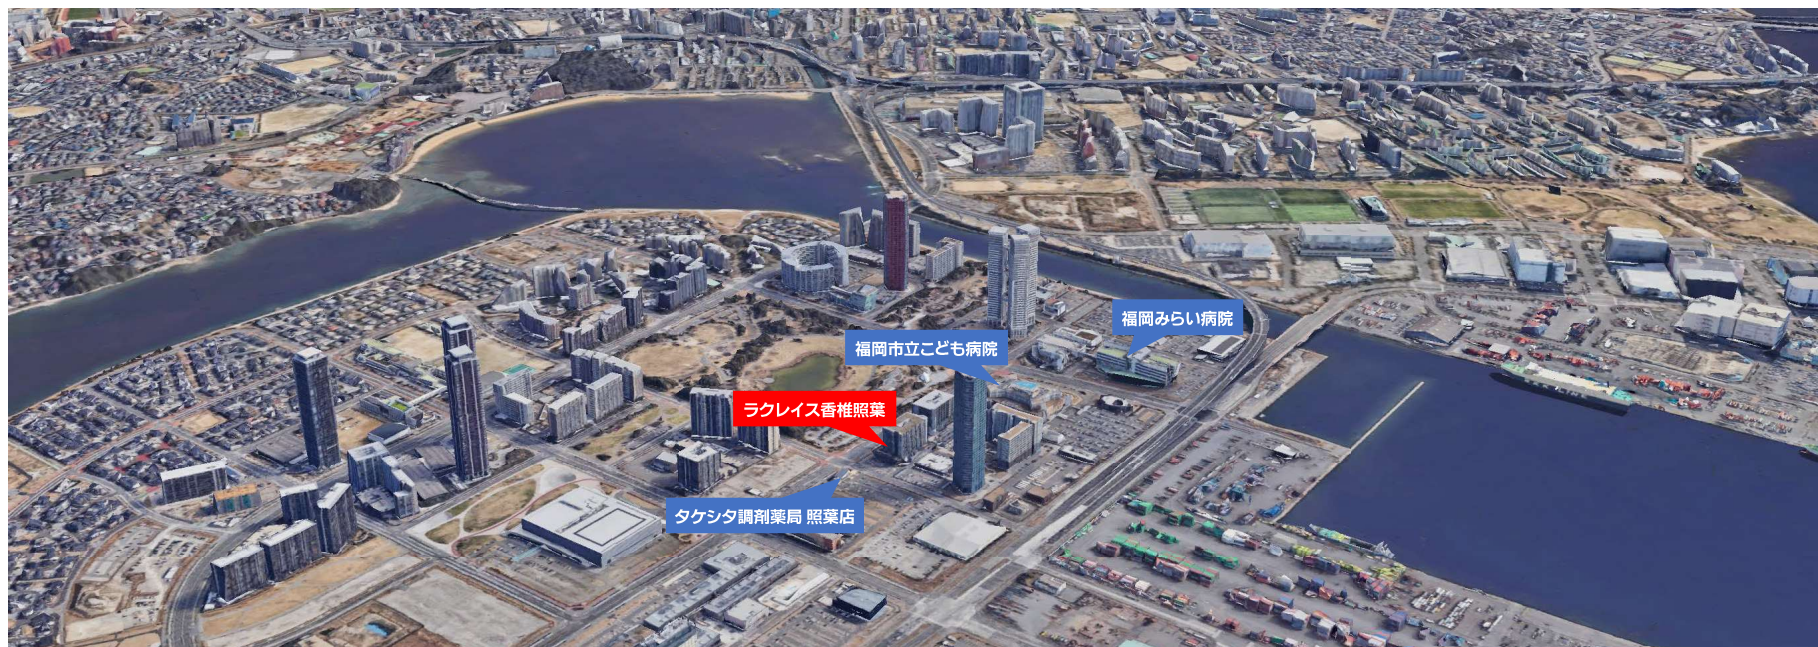 福岡みらい病院
福岡市立こども病院
ラクレイス香椎照葉
タケシタ調剤薬局 照葉店